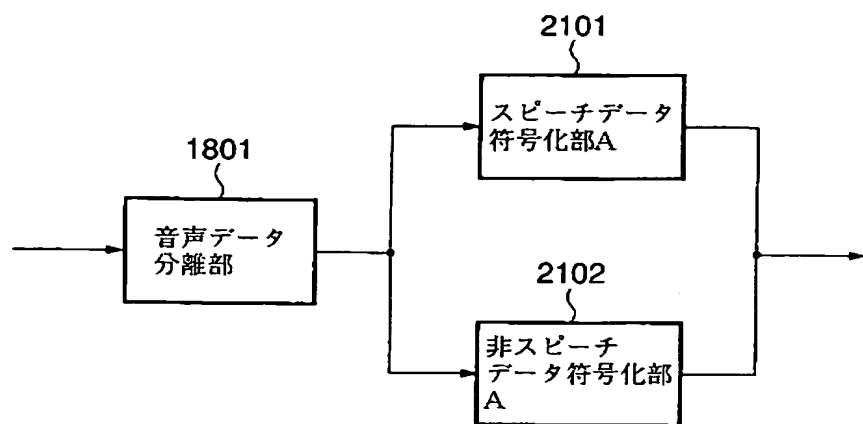 2101
スピーチデータ
符号化部A
1801
音声データ
分離部
2102
非スピーチ
データ符号化部
A